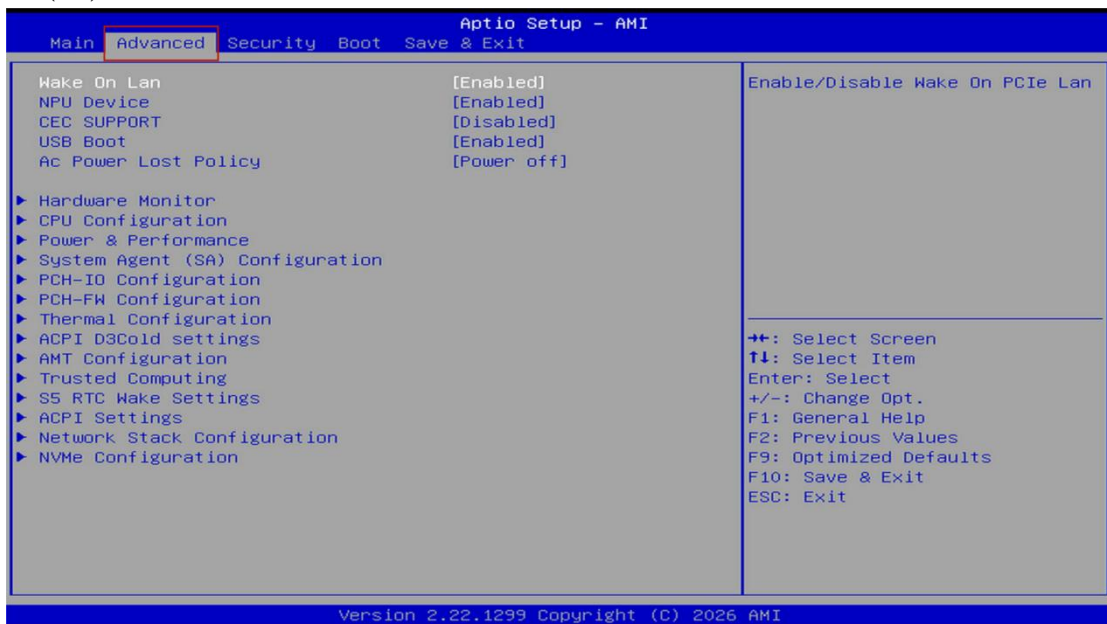 Aptio Setup – AMI
Main Advanced Security Boot Save & Exit
Wake On Lan [Enabled]
NPU Device [Enabled]
CEC SUPPORT [Disabled]
USB Boot [Enabled]
Ac Power Lost Policy [Power off]
▶ Hardware Monitor
▶ CPU Configuration
▶ Power & Performance
▶ System Agent (SA) Configuration
▶ PCH-IO Configuration
▶ PCH-FW Configuration
▶ Thermal Configuration
▶ ACPI D3Cold settings
▶ AMT Configuration
▶ Trusted Computing
▶ S5 RTC Wake Settings
▶ ACPI Settings
▶ Network Stack Configuration
▶ NVMe Configuration
Enable/Disable Wake On PCIe Lan
→←: Select Screen
↑↓: Select Item
Enter: Select
+/-: Change Opt.
F1: General Help
F2: Previous Values
F9: Optimized Defaults
F10: Save & Exit
ESC: Exit
Version 2.22.1299 Copyright (C) 2026 AMI